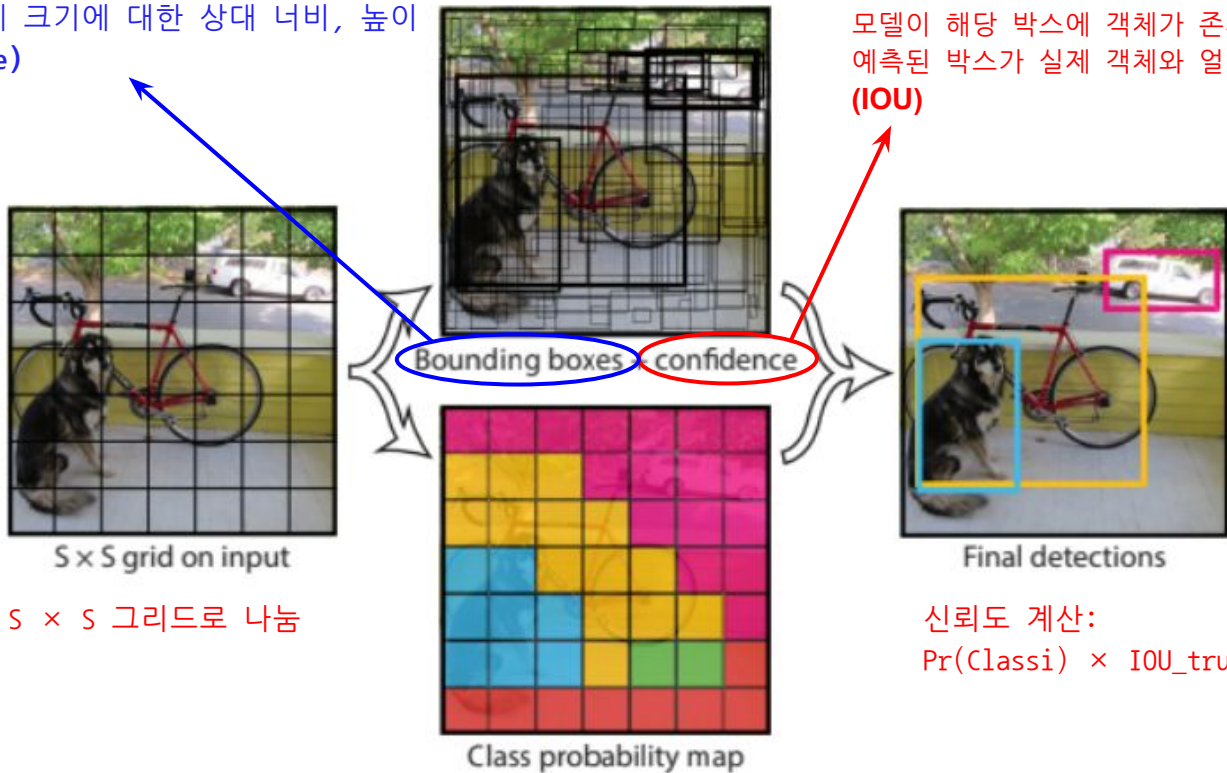 크기에 대한 상대 너비, 높이
e)
모델이 해당 박스에 객체가 존
예측된 박스가 실제 객체와 얼
(IOU)
Bounding boxes + confidence
S × S grid on input
Final detections
S × S 그리드로 나눔
신뢰도 계산:
Pr(Classi) × IOU_tru
Class probability map